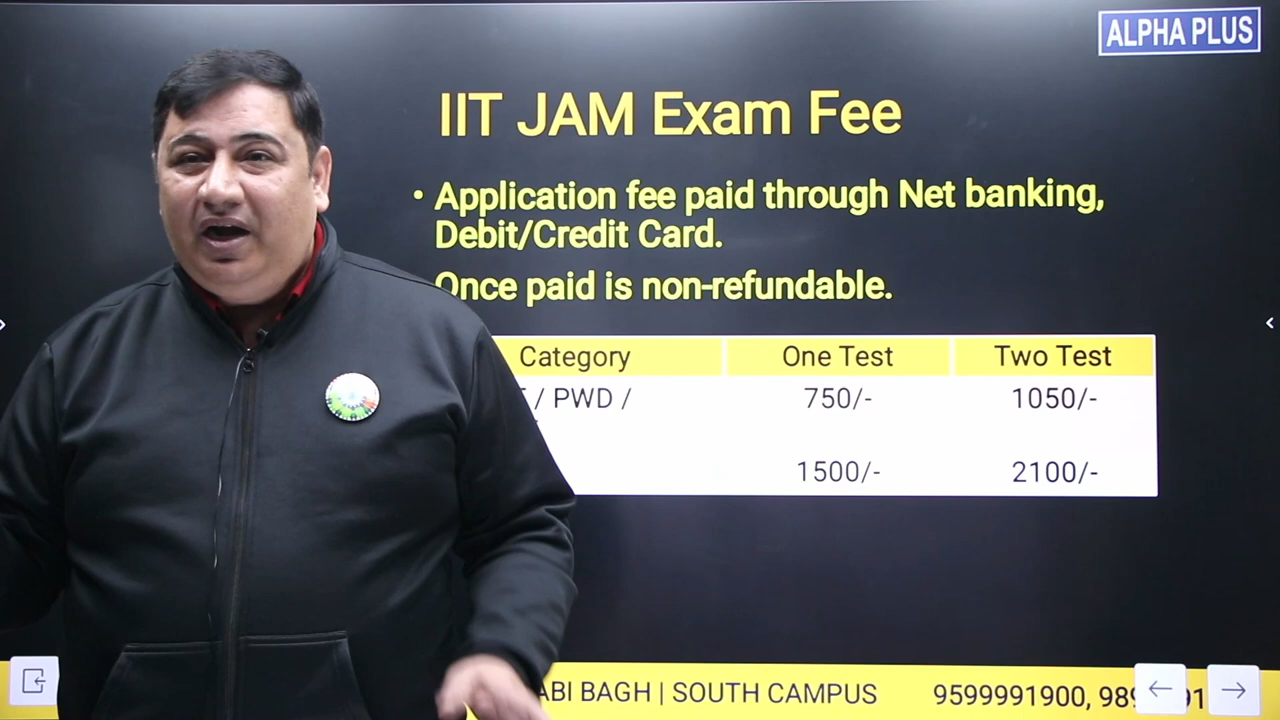 ALPHA PLUS
IIT JAM Exam Fee
• Application fee paid through Net banking,
Debit/Credit Card.
Once paid is non-refundable.
Category One Test Two Test
/ PWD / 750/- 1050/-
1500/- 2100/-
BAGH | SOUTH CAMPUS 9599991900,